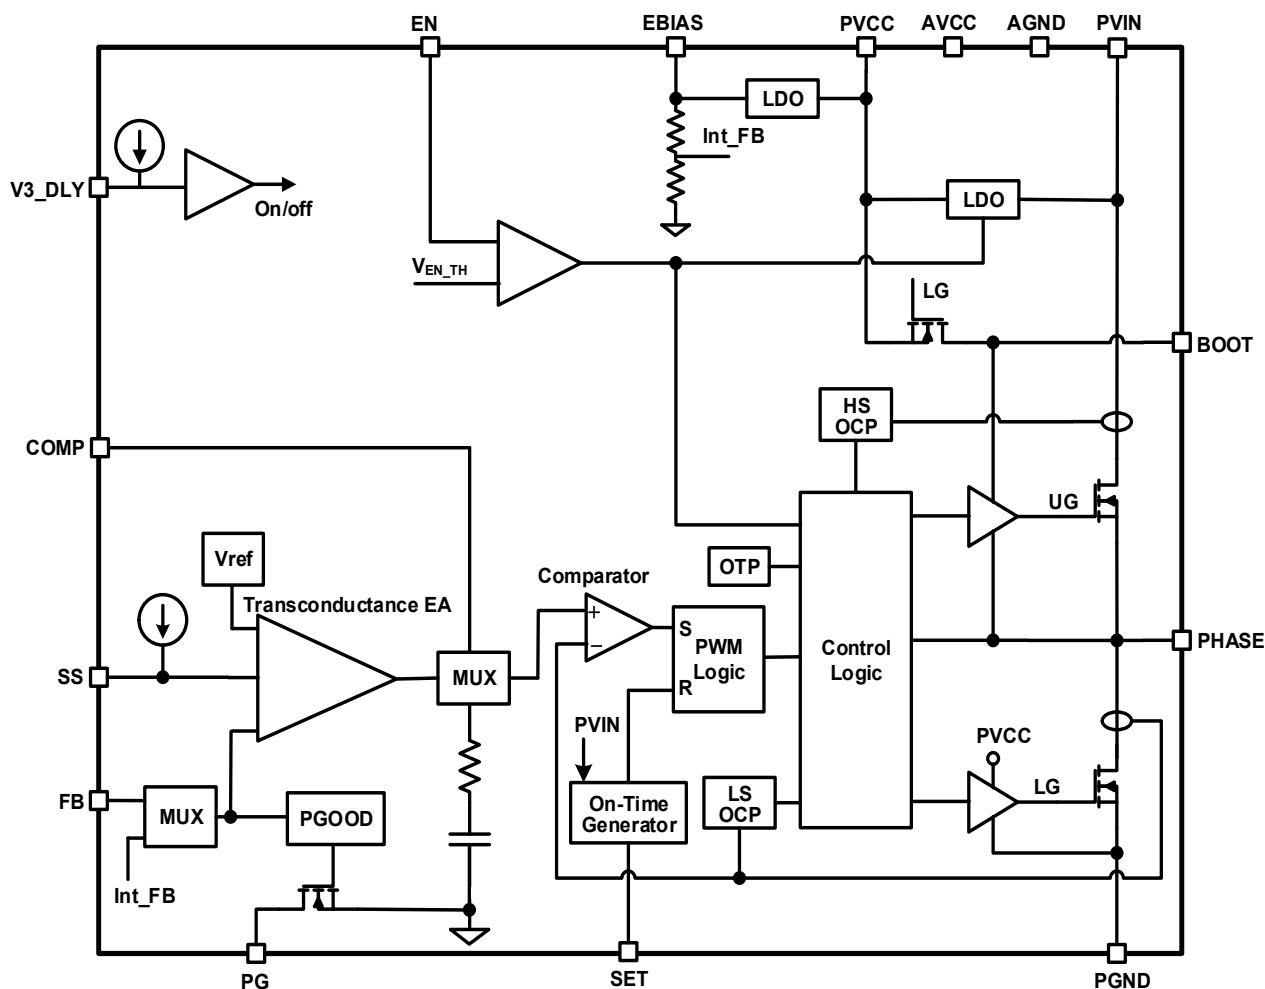 EN
EBIAS
PVCC
AVCC
AGND
PVIN
LDO
Int_FB
V3_DLY
On/off
LDO
VEN_TH
LG
BOOT
HS
OCP
COMP
UG
Vref
OTP
Comparator
Transconductance EA
+
−
S
PWM
Logic
R
Control
Logic
PHASE
SS
MUX
PVIN
PVCC
FB
MUX
PGOOD
On-Time
Generator
LS
OCP
LG
Int_FB
PG
SET
PGND